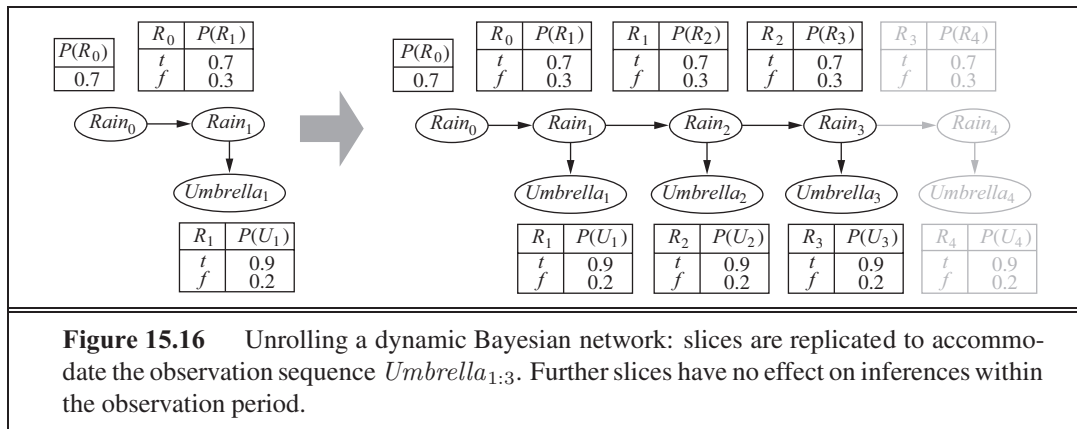 P(R0)
0.7
R0 P(R1)
t 0.7
f 0.3
Rain0
Rain1
Umbrella1
R1 P(U1)
t 0.9
f 0.2
P(R0)
0.7
R0 P(R1)
t 0.7
f 0.3
R1 P(R2)
t 0.7
f 0.3
R2 P(R3)
t 0.7
f 0.3
R3 P(R4)
t 0.7
f 0.3
Rain0
Rain1
Rain2
Rain3
Rain4
Umbrella1
Umbrella2
Umbrella3
Umbrella4
R1 P(U1)
t 0.9
f 0.2
R2 P(U2)
t 0.9
f 0.2
R3 P(U3)
t 0.9
f 0.2
R4 P(U4)
t 0.9
f 0.2
Figure 15.16 Unrolling a dynamic Bayesian network: slices are replicated to accommo-
date the observation sequence Umbrella1:3. Further slices have no effect on inferences within
the observation period.